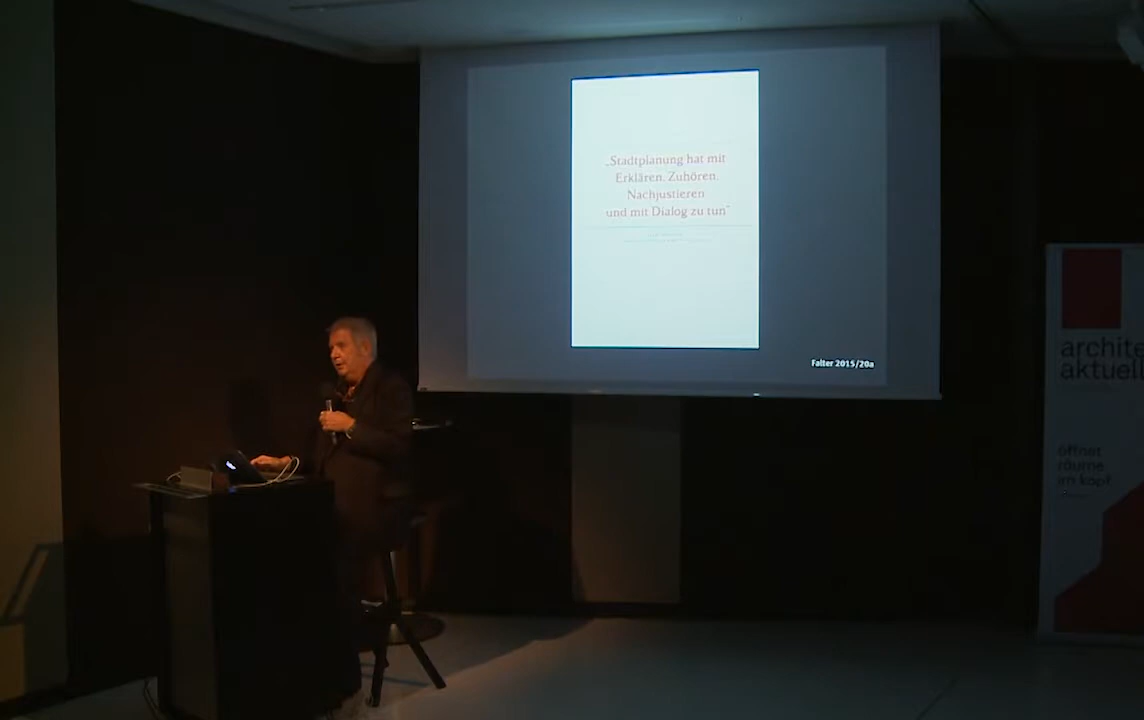 „Stadtplanung hat mit
Erklären, Zuhören,
Nachjustieren
und mit Dialog zu tun“
Falter 2015/20a
archite
aktuell
öffnet
räume
im kopf